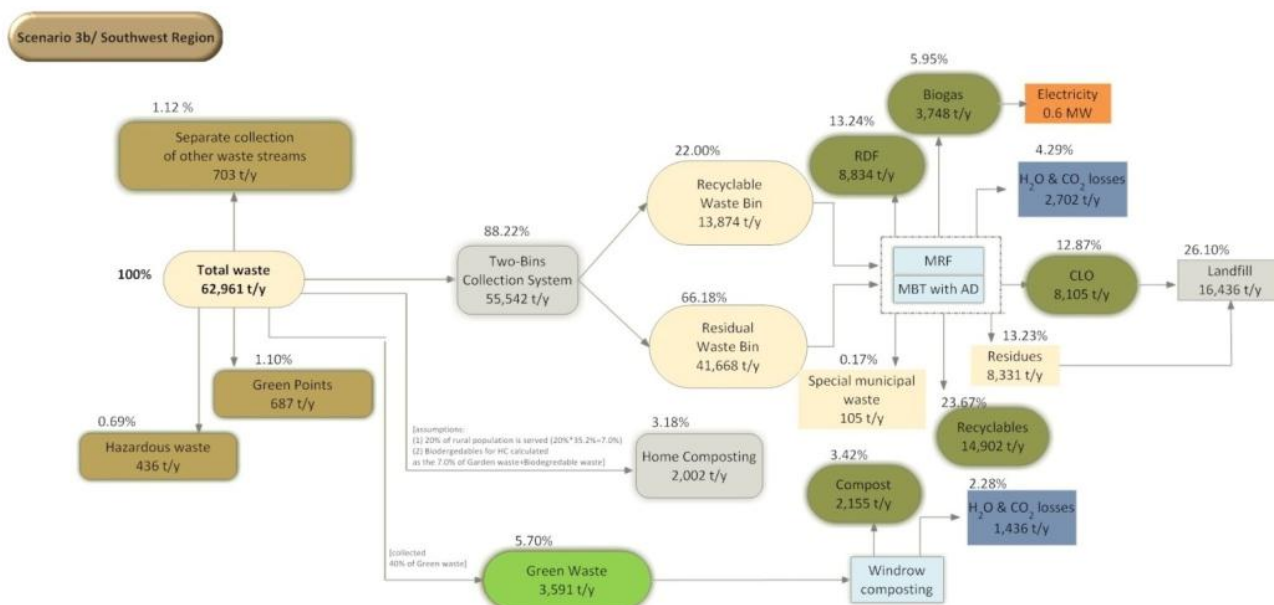 Scenario 3b/ Southwest Region
1.12 %
Separate collection
of other waste streams
703 t/y
100%
Total waste
62,961 t/y
1.10%
Green Points
687 t/y
0.69%
Hazardous waste
436 t/y
88.22%
Two-Bins
Collection System
55,542 t/y
22.00%
Recyclable
Waste Bin
13,874 t/y
66.18%
Residual
Waste Bin
41,668 t/y
[assumptions:
(1) 20% of rural population is served (20%*35.2%=7.0%)
(2) Biodergedables for HC calculated
as the 7.0% of Garden waste+Biodegredable waste]
3.18%
Home Composting
2,002 t/y
[collected
40% of Green waste]
5.70%
Green Waste
3,591 t/y
13.24%
RDF
8,834 t/y
5.95%
Biogas
3,748 t/y
Electricity
0.6 MW
4.29%
H₂O & CO₂ losses
2,702 t/y
MRF
MBT with AD
12.87%
CLO
8,105 t/y
26.10%
Landfill
16,436 t/y
13.23%
Residues
8,331 t/y
0.17%
Special municipal
waste
105 t/y
23.67%
Recyclables
14,902 t/y
3.42%
Compost
2,155 t/y
2.28%
H₂O & CO₂ losses
1,436 t/y
Windrow
composting